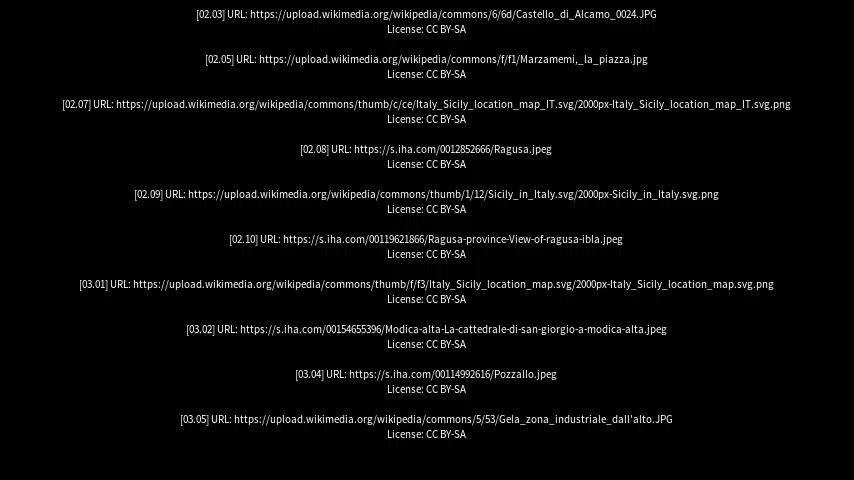 [02.03] URL: https://upload.wikimedia.org/wikipedia/commons/6/6d/Castello_di_Alcamo_0024.JPG
License: CC BY-SA
[02.05] URL: https://upload.wikimedia.org/wikipedia/commons/f/f1/Marzamemi,_la_piazza.jpg
License: CC BY-SA
[02.07] URL: https://upload.wikimedia.org/wikipedia/commons/thumb/c/ce/Italy_Sicily_location_map_IT.svg/2000px-Italy_Sicily_location_map_IT.svg.png
License: CC BY-SA
[02.08] URL: https://s.iha.com/0012852666/Ragusa.jpeg
License: CC BY-SA
[02.09] URL: https://upload.wikimedia.org/wikipedia/commons/thumb/1/12/Sicily_in_Italy.svg/2000px-Sicily_in_Italy.svg.png
License: CC BY-SA
[02.10] URL: https://s.iha.com/00119621866/Ragusa-province-View-of-ragusa-ibla.jpeg
License: CC BY-SA
[03.01] URL: https://upload.wikimedia.org/wikipedia/commons/thumb/f/f3/Italy_Sicily_location_map.svg/2000px-Italy_Sicily_location_map.svg.png
License: CC BY-SA
[03.02] URL: https://s.iha.com/00154655396/Modica-alta-La-cattedrale-di-san-giorgio-a-modica-alta.jpeg
License: CC BY-SA
[03.04] URL: https://s.iha.com/00114992616/Pozzallo.jpeg
License: CC BY-SA
[03.05] URL: https://upload.wikimedia.org/wikipedia/commons/5/53/Gela_zona_industriale_dall'alto.JPG
License: CC BY-SA